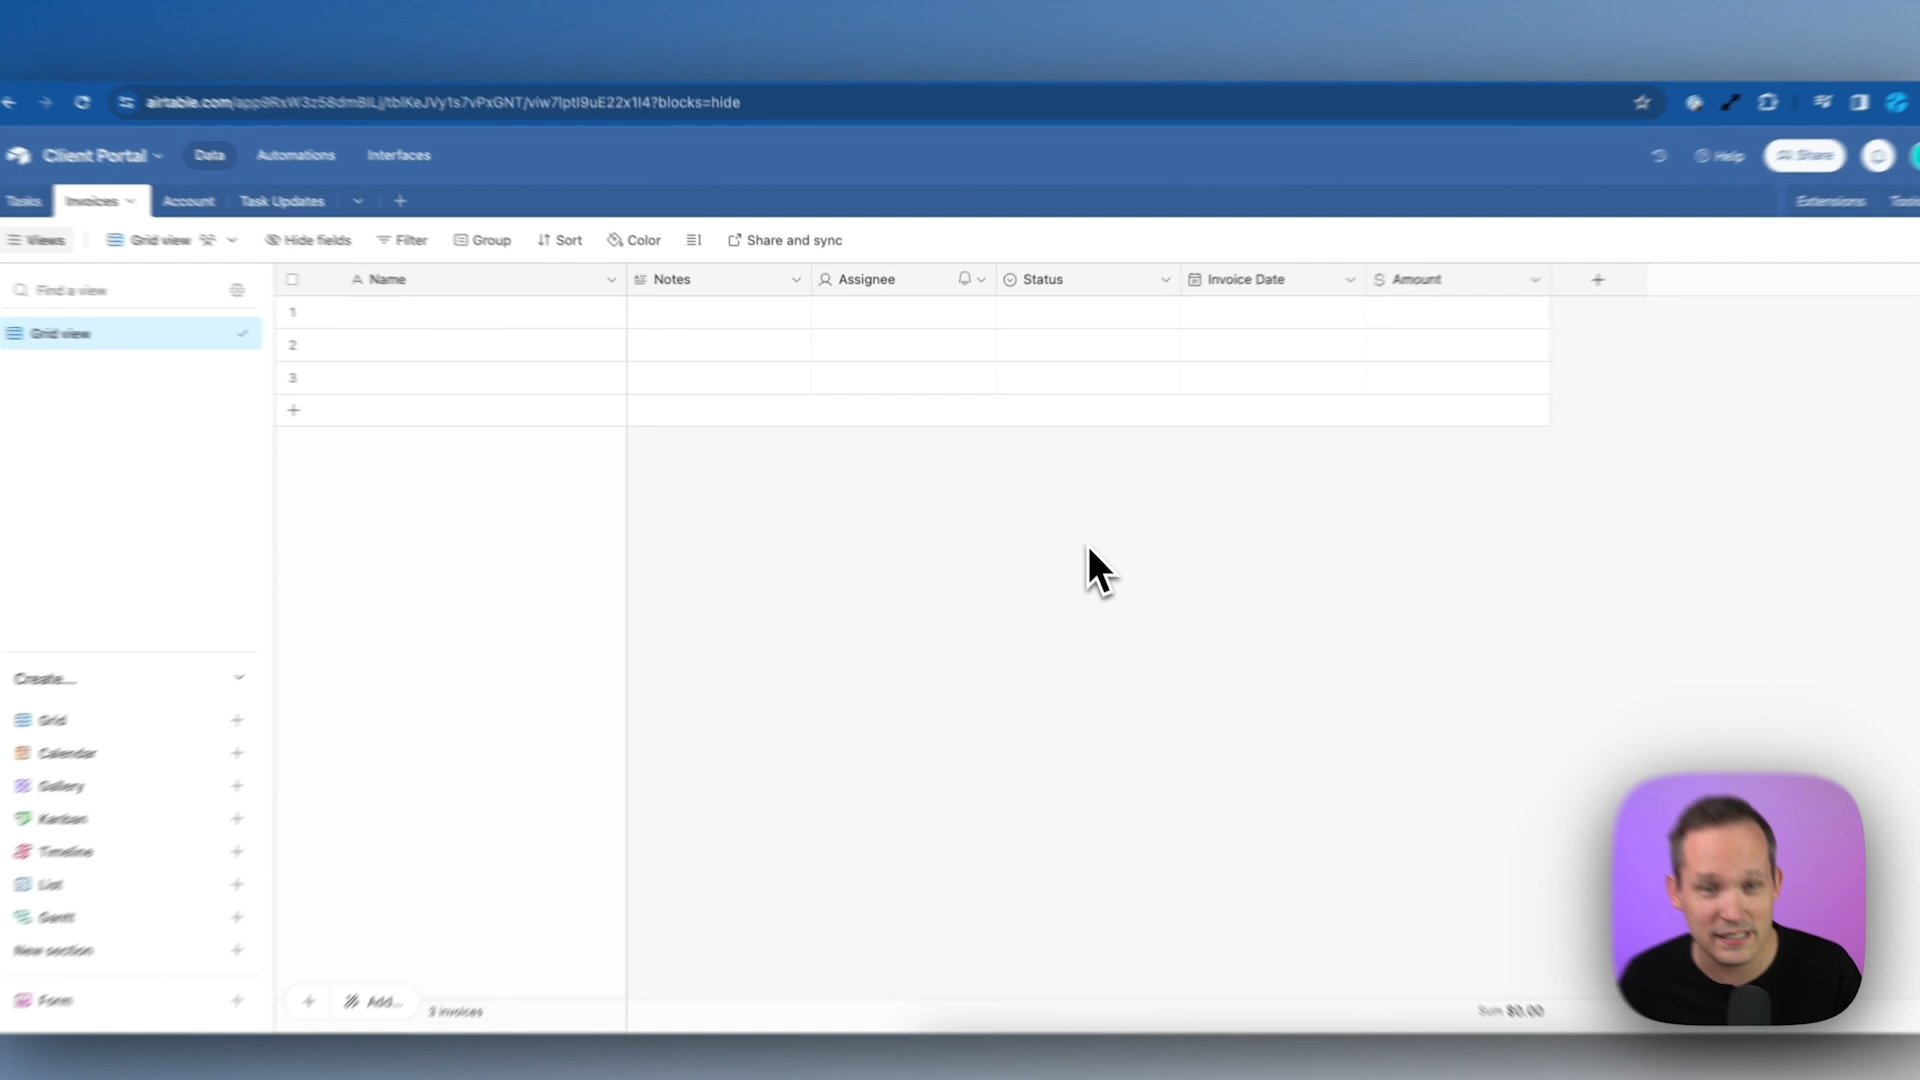 airtable.com/app9RxW3z58dmBILj/tblKeJVy1s7vPxGNT/viw7lptI9uE22x1I4?blocks=hide
Client Portal Data Automations Interfaces Help Share
Tasks Invoices Account Task Updates Extensions Tools
Views Grid view Hide fields Filter Group Sort Color Share and sync
Find a view
Name Notes Assignee Status Invoice Date Amount
1
Grid view
2
3
Create...
Grid
Calendar
Gallery
Kanban
Timeline
List
Gantt
New section
Form
Add...
3 invoices
Sum $0.00